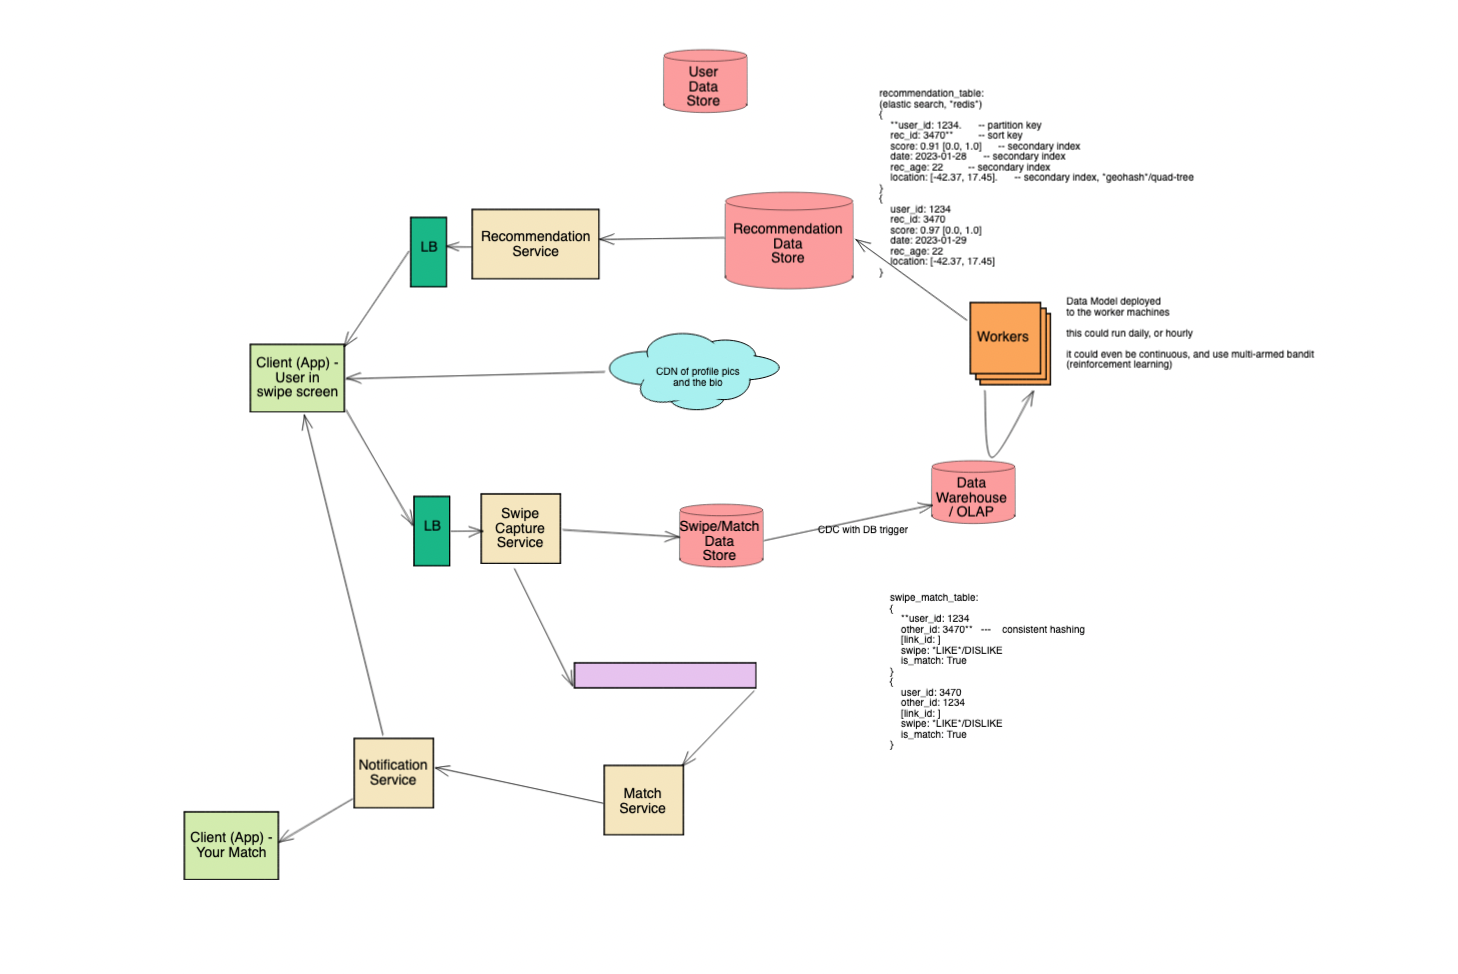 User
Data
Store
recommendation_table:
(elastic search, "redis")
{
**user_id: 1234. -- partition key
rec_id: 3470** -- sort key
score: 0.91 [0.0, 1.0] -- secondary index
date: 2023-01-28 -- secondary index
rec_age: 22 -- secondary index
location: [-42.37, 17.45]. -- secondary index, "geohash"/quad-tree
}
{
user_id: 1234
rec_id: 3470
score: 0.97 [0.0, 1.0]
date: 2023-01-29
rec_age: 22
location: [-42.37, 17.45]
}
LB
Recommendation
Service
Recommendation
Data
Store
Workers
Data Model deployed
to the worker machines
this could run daily, or hourly
it could even be continuous, and use multi-armed bandit
(reinforcement learning)
Client (App) -
User in
swipe screen
CDN of profile pics
and the bio
LB
Swipe
Capture
Service
Swipe/Match
Data
Store
CDC with DB trigger
Data
Warehouse
/ OLAP
swipe_match_table:
{
**user_id: 1234
other_id: 3470** --- consistent hashing
[link_id: ]
swipe: "LIKE"/DISLIKE
is_match: True
}
{
user_id: 3470
other_id: 1234
[link_id: ]
swipe: "LIKE"/DISLIKE
is_match: True
}
Notification
Service
Match
Service
Client (App) -
Your Match